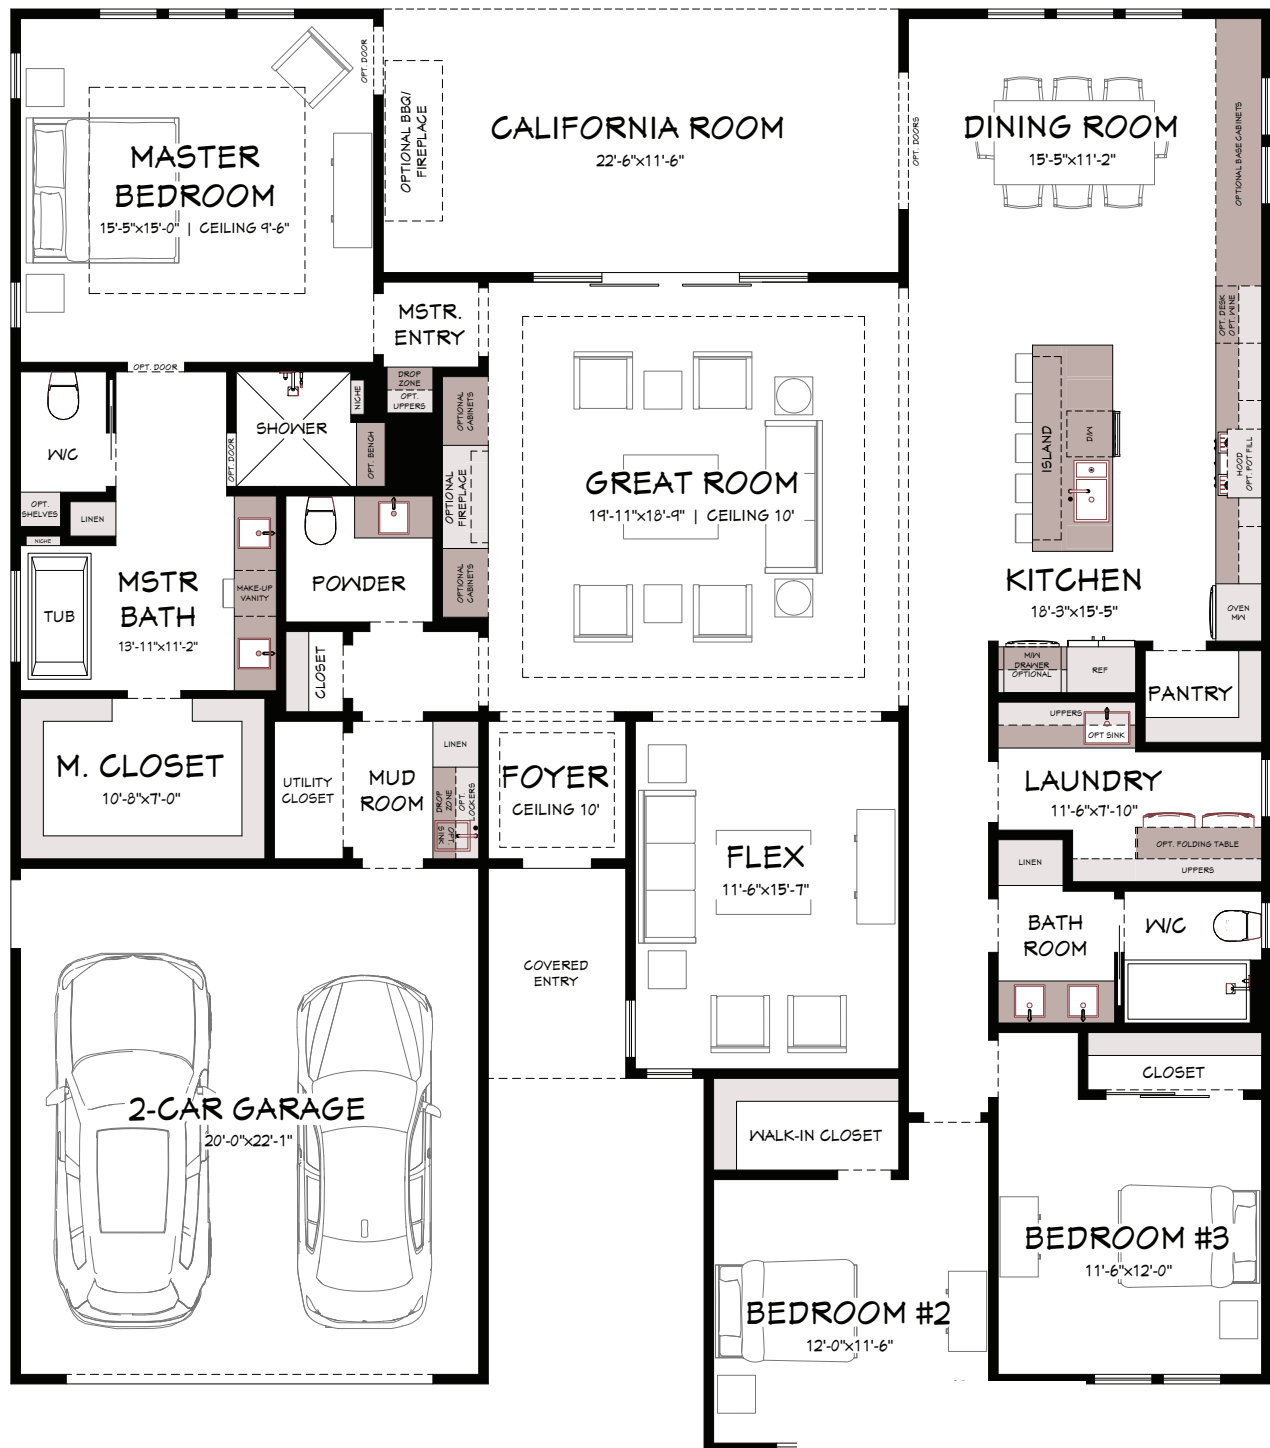 MASTER
BEDROOM
15'-5"x15'-0" | CEILING 9'-6"
OPT. DOOR
OPTIONAL BBQ/
FIREPLACE
CALIFORNIA ROOM
22'-6"x11'-6"
OPT. DOORS
DINING ROOM
15'-5"x11'-2"
OPTIONAL BASE CABINETS
MSTR.
ENTRY
OPT. DESK
OPT. WINE
OPT. DOOR
W/C
SHOWER
NICHE
OPT. DOOR
OPT. BENCH
DROP
ZONE
OPT.
UPPERS
OPTIONAL
CABINETS
OPTIONAL
FIREPLACE
OPTIONAL
CABINETS
GREAT ROOM
19'-11"x18'-9" | CEILING 10'
ISLAND
D/W
HOOD
OPT. POT FILL
KITCHEN
18'-3"x15'-5"
OVEN
M/W
OPT.
SHELVES
LINEN
NICHE
TUB
MSTR
BATH
13'-11"x11'-2"
MAKE-UP
VANITY
POWDER
CLOSET
M/W
DRAWER
OPTIONAL
REF
PANTRY
M. CLOSET
10'-8"x7'-0"
UTILITY
CLOSET
MUD
ROOM
LINEN
DROP
ZONE
OPT.
LOCKERS
OPT.
SINK
FOYER
CEILING 10'
FLEX
11'-6"x15'-7"
UPPERS
OPT SINK
LAUNDRY
11'-6"x7'-10"
OPT. FOLDING TABLE
UPPERS
LINEN
BATH
ROOM
W/C
COVERED
ENTRY
CLOSET
2-CAR GARAGE
20'-0"x22'-1"
WALK-IN CLOSET
BEDROOM #3
11'-6"x12'-0"
BEDROOM #2
12'-0"x11'-6"